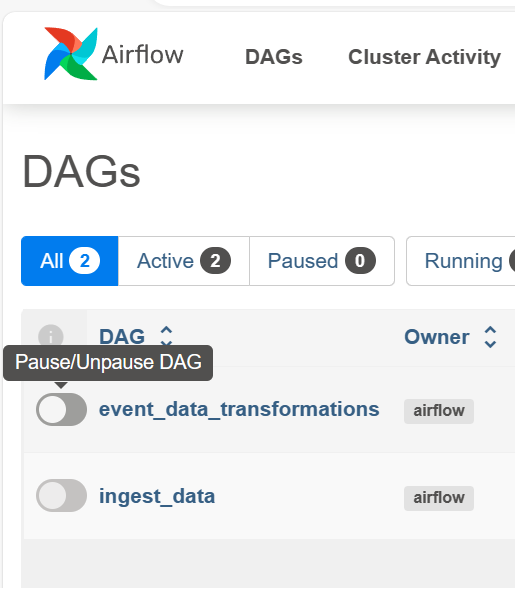 Airflow DAGs Cluster Activity
DAGs
All 2 Active 2 Paused 0 Running
i DAG Owner
Pause/Unpause DAG
event_data_transformations airflow
ingest_data airflow